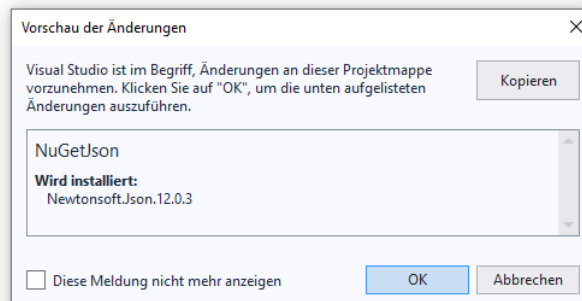 Vorschau der Änderungen
Visual Studio ist im Begriff, Änderungen an dieser Projektmappe
vorzunehmen. Klicken Sie auf "OK", um die unten aufgelisteten
Änderungen auszuführen.
Kopieren
NuGetJson
Wird installiert:
Newtonsoft.Json.12.0.3
Diese Meldung nicht mehr anzeigen
OK
Abbrechen